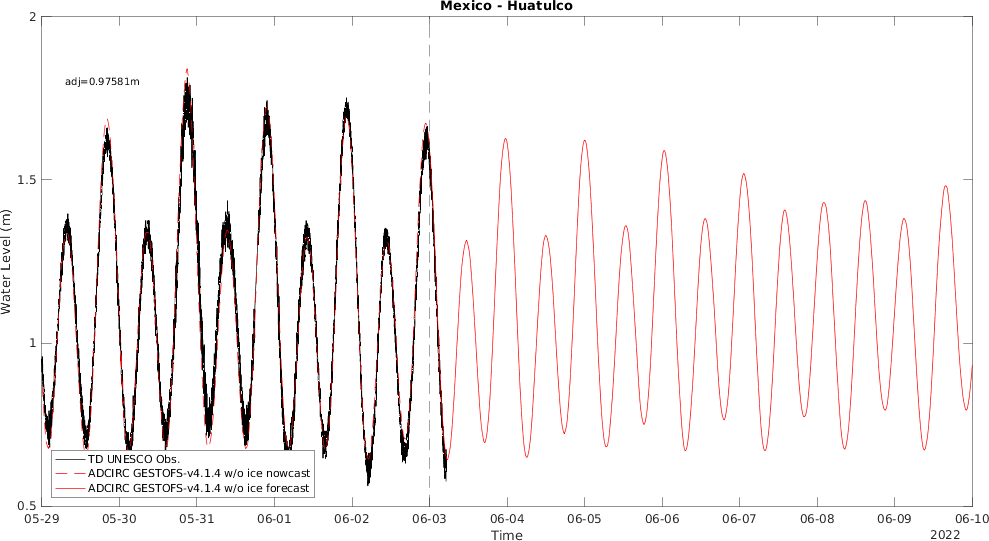 Mexico - Huatulco
2
adj=0.97581m
1.5
Water Level (m)
1
TD UNESCO Obs.
ADCIRC GESTOFS-v4.1.4 w/o ice nowcast
ADCIRC GESTOFS-v4.1.4 w/o ice forecast
0.5
05-29 05-30 05-31 06-01 06-02 06-03 06-04 06-05 06-06 06-07 06-08 06-09 06-10
Time
2022